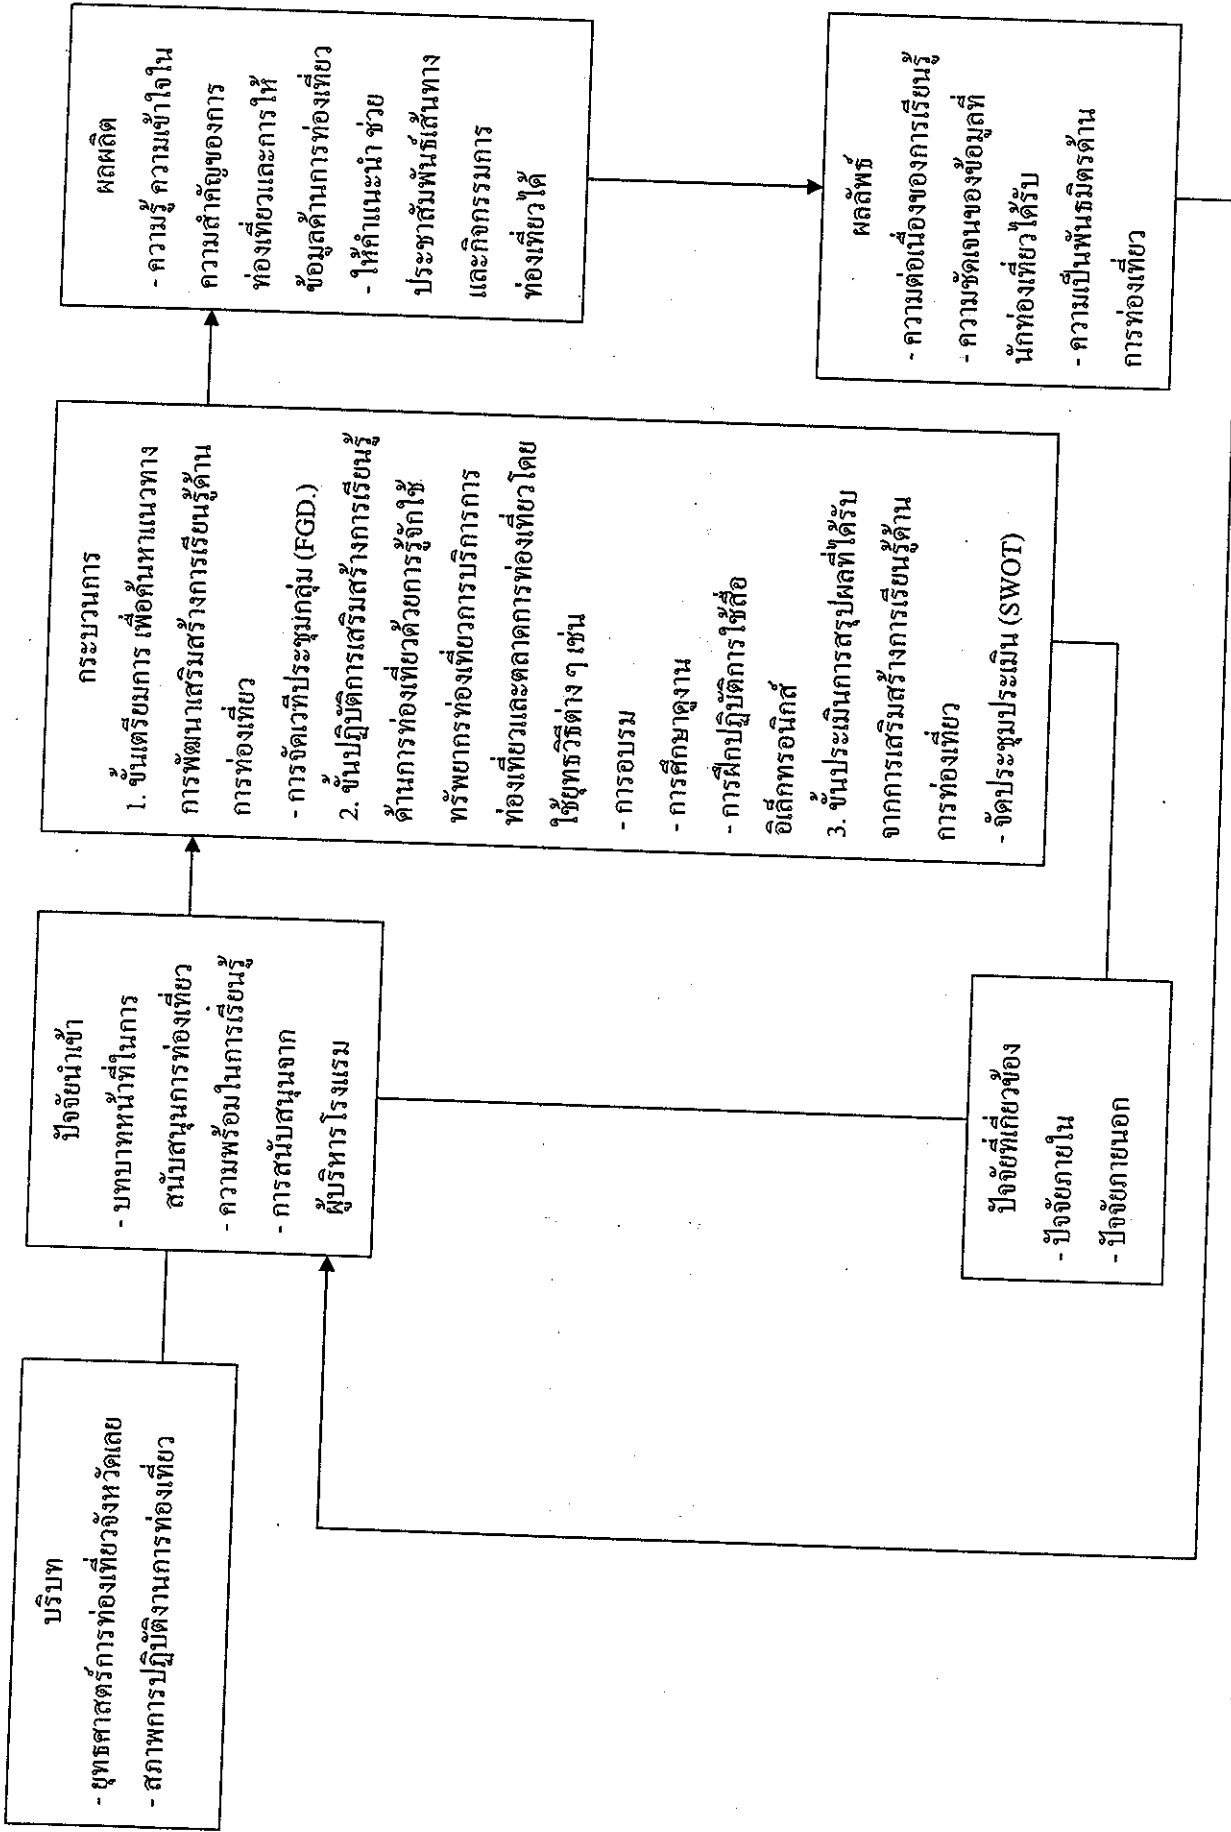 บริบท
- ยุทธศาสตร์การท่องเที่ยวจังหวัดเลย
- สภาพการปฏิบัติงานการท่องเที่ยว
ปัจจัยนำเข้า
- บทบาทหน้าที่ในการ
สนับสนุนการท่องเที่ยว
- ความพร้อมในการเรียนรู้
- การสนับสนุนจาก
ผู้บริหารโรงแรม
กระบวนการ
1. ขั้นเตรียมการ เพื่อค้นหาแนวทาง
การพัฒนาเสริมสร้างการเรียนรู้ด้าน
การท่องเที่ยว
- การจัดเวทีประชุมกลุ่ม (FGD.)
2. ขั้นปฏิบัติการเสริมสร้างการเรียนรู้
ด้านการท่องเที่ยวด้วยการรู้จักใช้
ทรัพยากรท่องเที่ยวการบริการการ
ท่องเที่ยวและตลาดการท่องเที่ยวโดย
ใช้ยุทธวิธีต่าง ๆ เช่น
- การอบรม
- การศึกษาดูงาน
- การฝึกปฏิบัติการใช้สื่อ
อิเล็กทรอนิกส์
3. ขั้นประเมินการสรุปผลที่ได้รับ
จากการเสริมสร้างการเรียนรู้ด้าน
การท่องเที่ยว
- จัดประชุมประเมิน (SWOT)
ผลผลิต
- ความรู้ ความเข้าใจใน
ความสำคัญของการ
ท่องเที่ยวและการให้
ข้อมูลด้านการท่องเที่ยว
- ให้คำแนะนำ ช่วย
ประชาสัมพันธ์เส้นทาง
และกิจกรรมการ
ท่องเที่ยวได้
ปัจจัยที่เกี่ยวข้อง
- ปัจจัยภายใน
- ปัจจัยภายนอก
ผลลัพธ์
- ความต่อเนื่องของการเรียนรู้
- ความชัดเจนของข้อมูลที่
นักท่องเที่ยวได้รับ
- ความเป็นพันธมิตรด้าน
การท่องเที่ยว